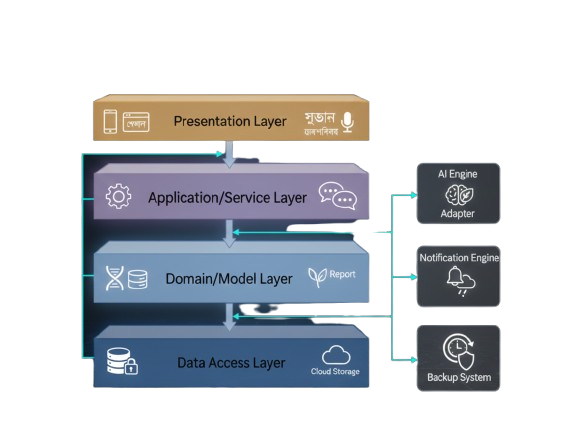 Presentation Layer
সুডান
Application/Service Layer
Domain/Model Layer
Report
Data Access Layer
Cloud Storage
AI Engine
Adapter
Notification Engine
Backup System